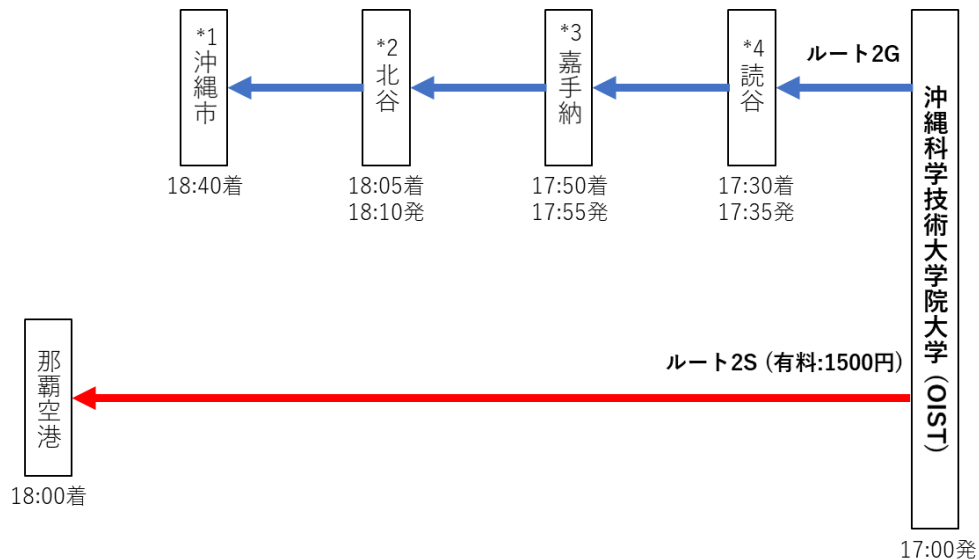 *1沖縄市
*2北谷
*3嘉手納
*4読谷
ルート2G
18:40着
18:05着
18:10発
17:50着
17:55発
17:30着
17:35発
沖縄科学技術大学院大学(OIST)
ルート2S (有料:1500円)
那覇空港
18:00着
17:00発